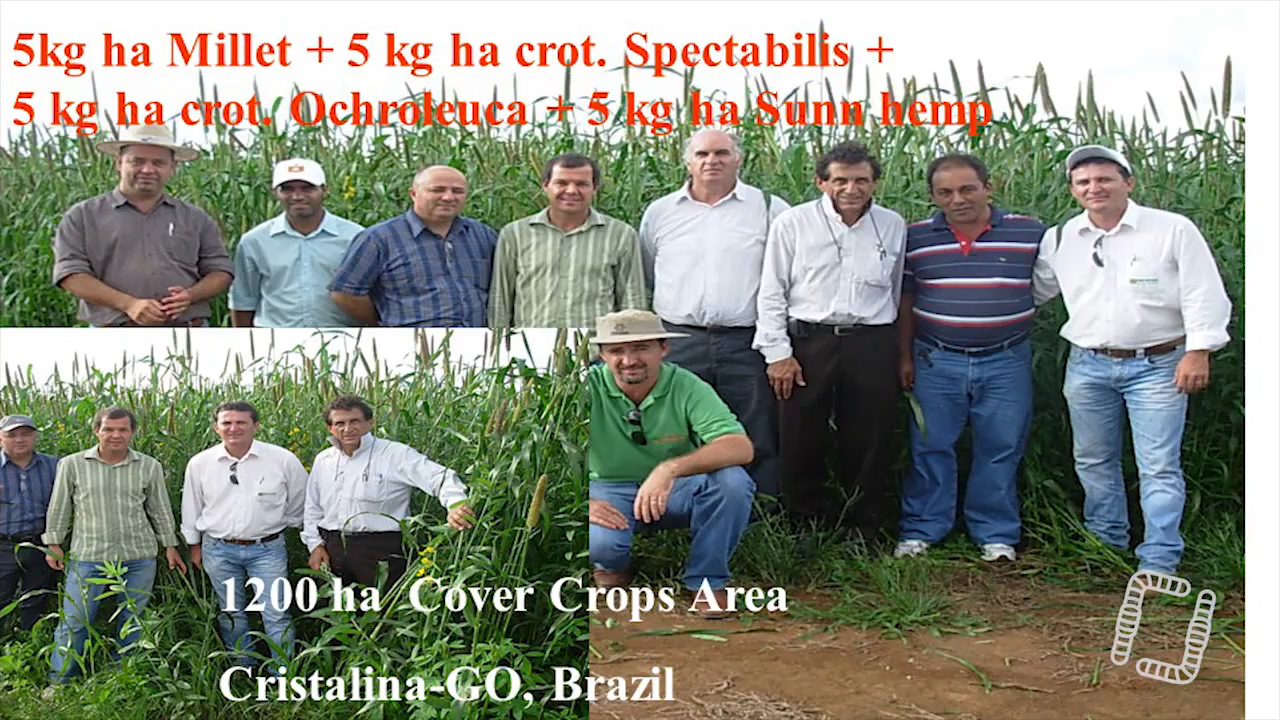 5kg ha Millet + 5 kg ha crot. Spectabilis +
5 kg ha crot. Ochroleuca + 5 kg ha Sunn hemp
1200 ha Cover Crops Area
Cristalina-GO, Brazil